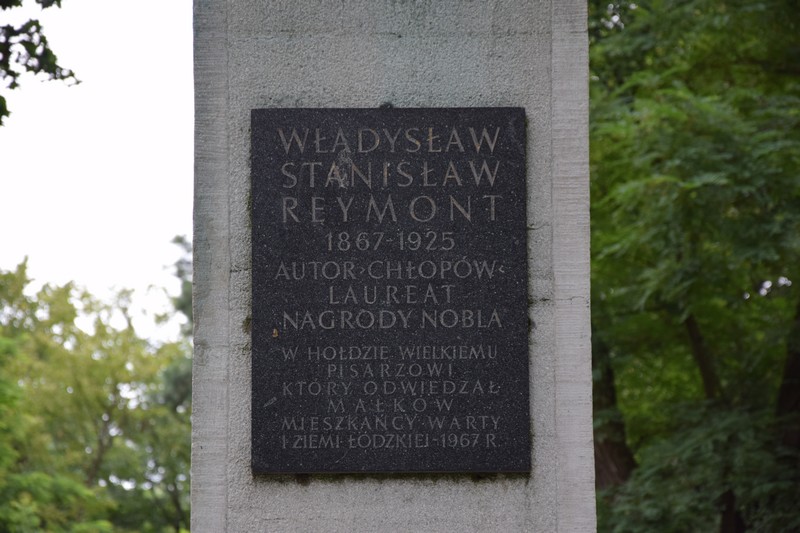 WŁADYSŁAW
STANISŁAW
REYMONT
1867-1925
AUTOR ›CHŁOPÓW‹
LAUREAT
NAGRODY NOBLA
W HOŁDZIE WIELKIEMU
PISARZOWI
KTÓRY ODWIEDZAŁ
MAŁKÓW
MIESZKAŃCY WARTY
I ZIEMI ŁÓDZKIEJ · 1967 R